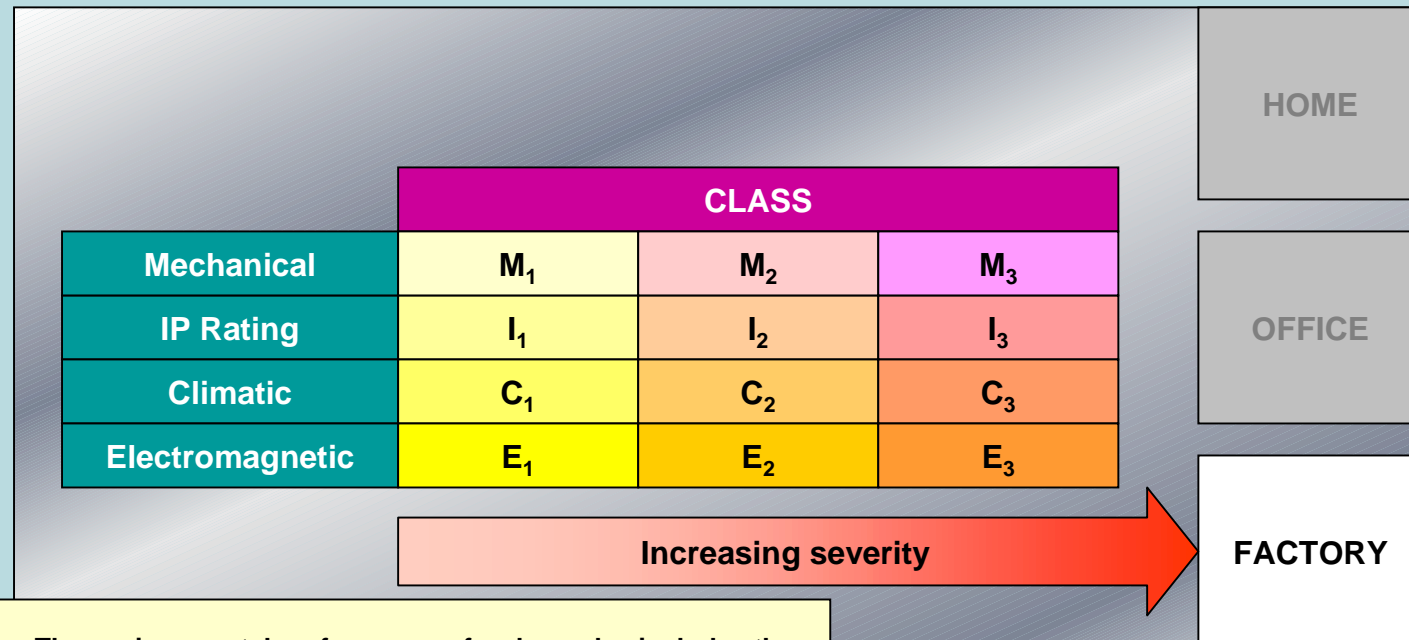 HOME
CLASS
Mechanical M₁ M₂ M₃
IP Rating I₁ I₂ I₃
OFFICE
Climatic C₁ C₂ C₃
Electromagnetic E₁ E₂ E₃
Increasing severity
FACTORY